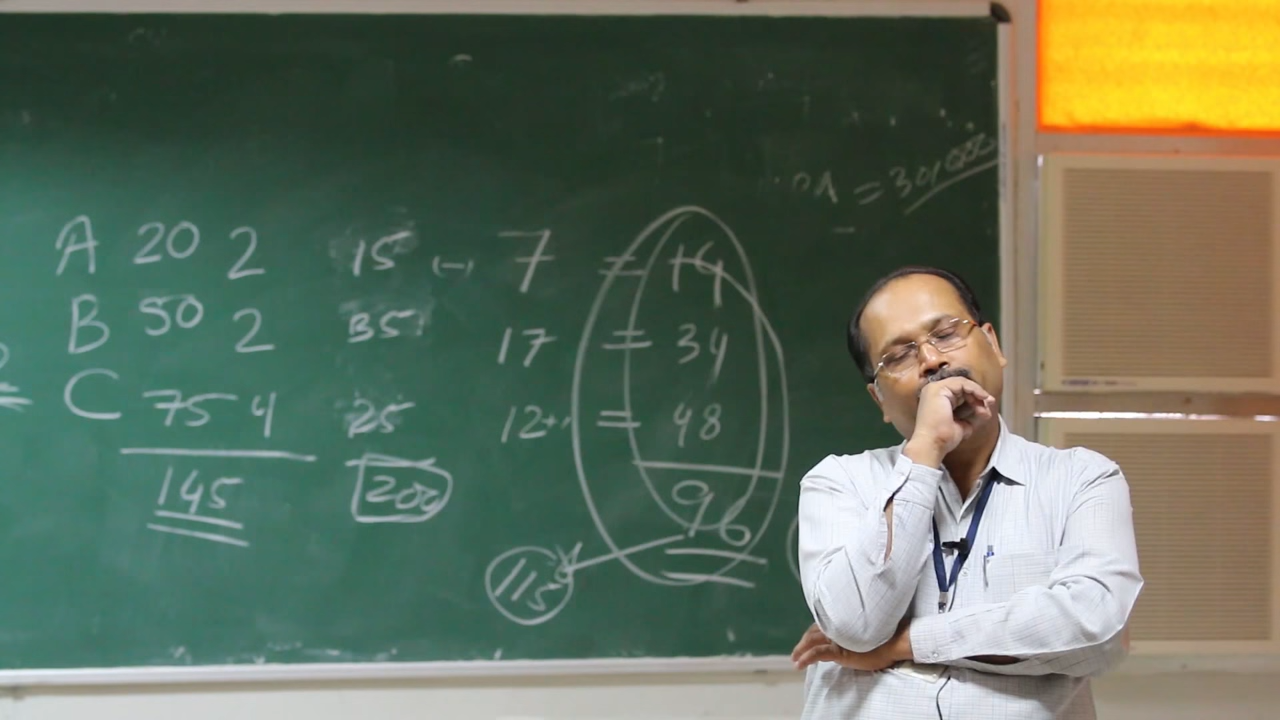 = 30,000
A 20 2 15 (-) 7 = 14
B 50 2 35 17 = 34
C 75 4 25 12 = 48
145 200 96
115